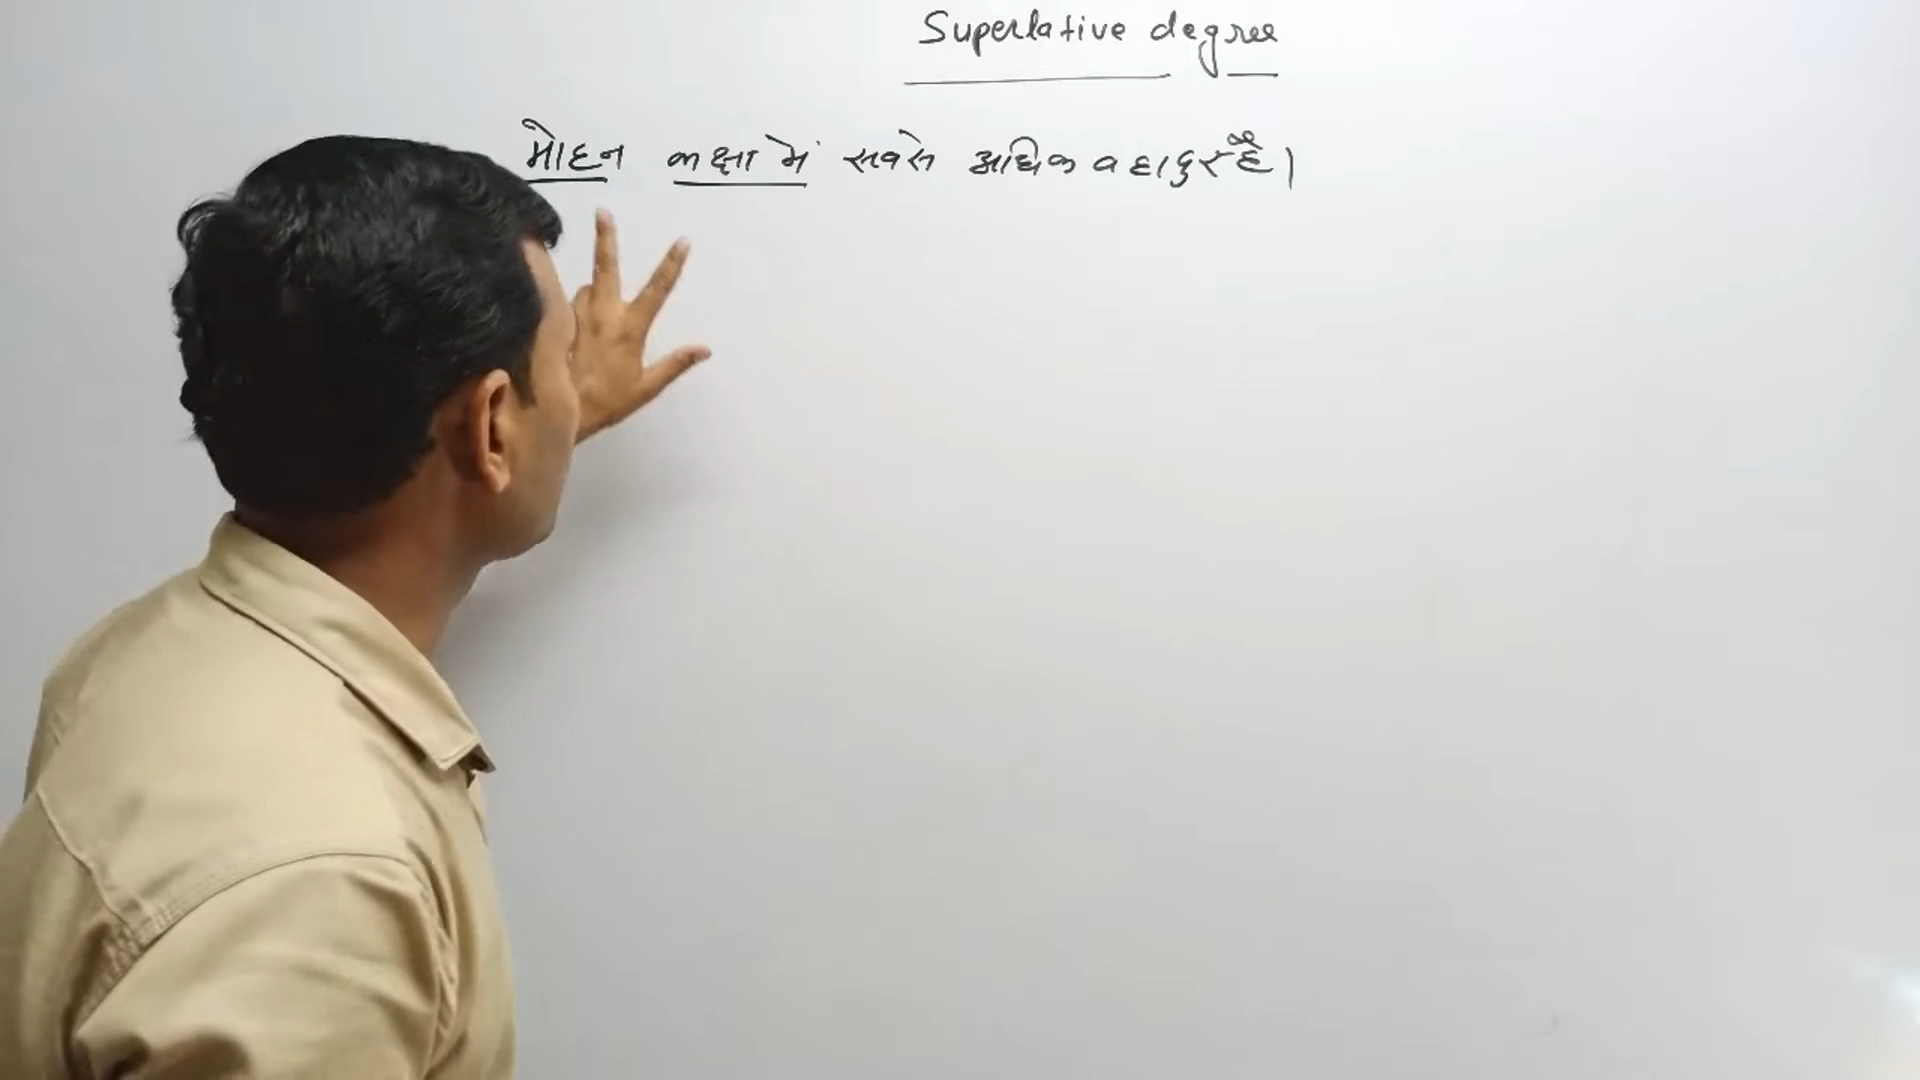 Superlative degree
मोहन कक्षा में सबसे अधिक बहादुर है।